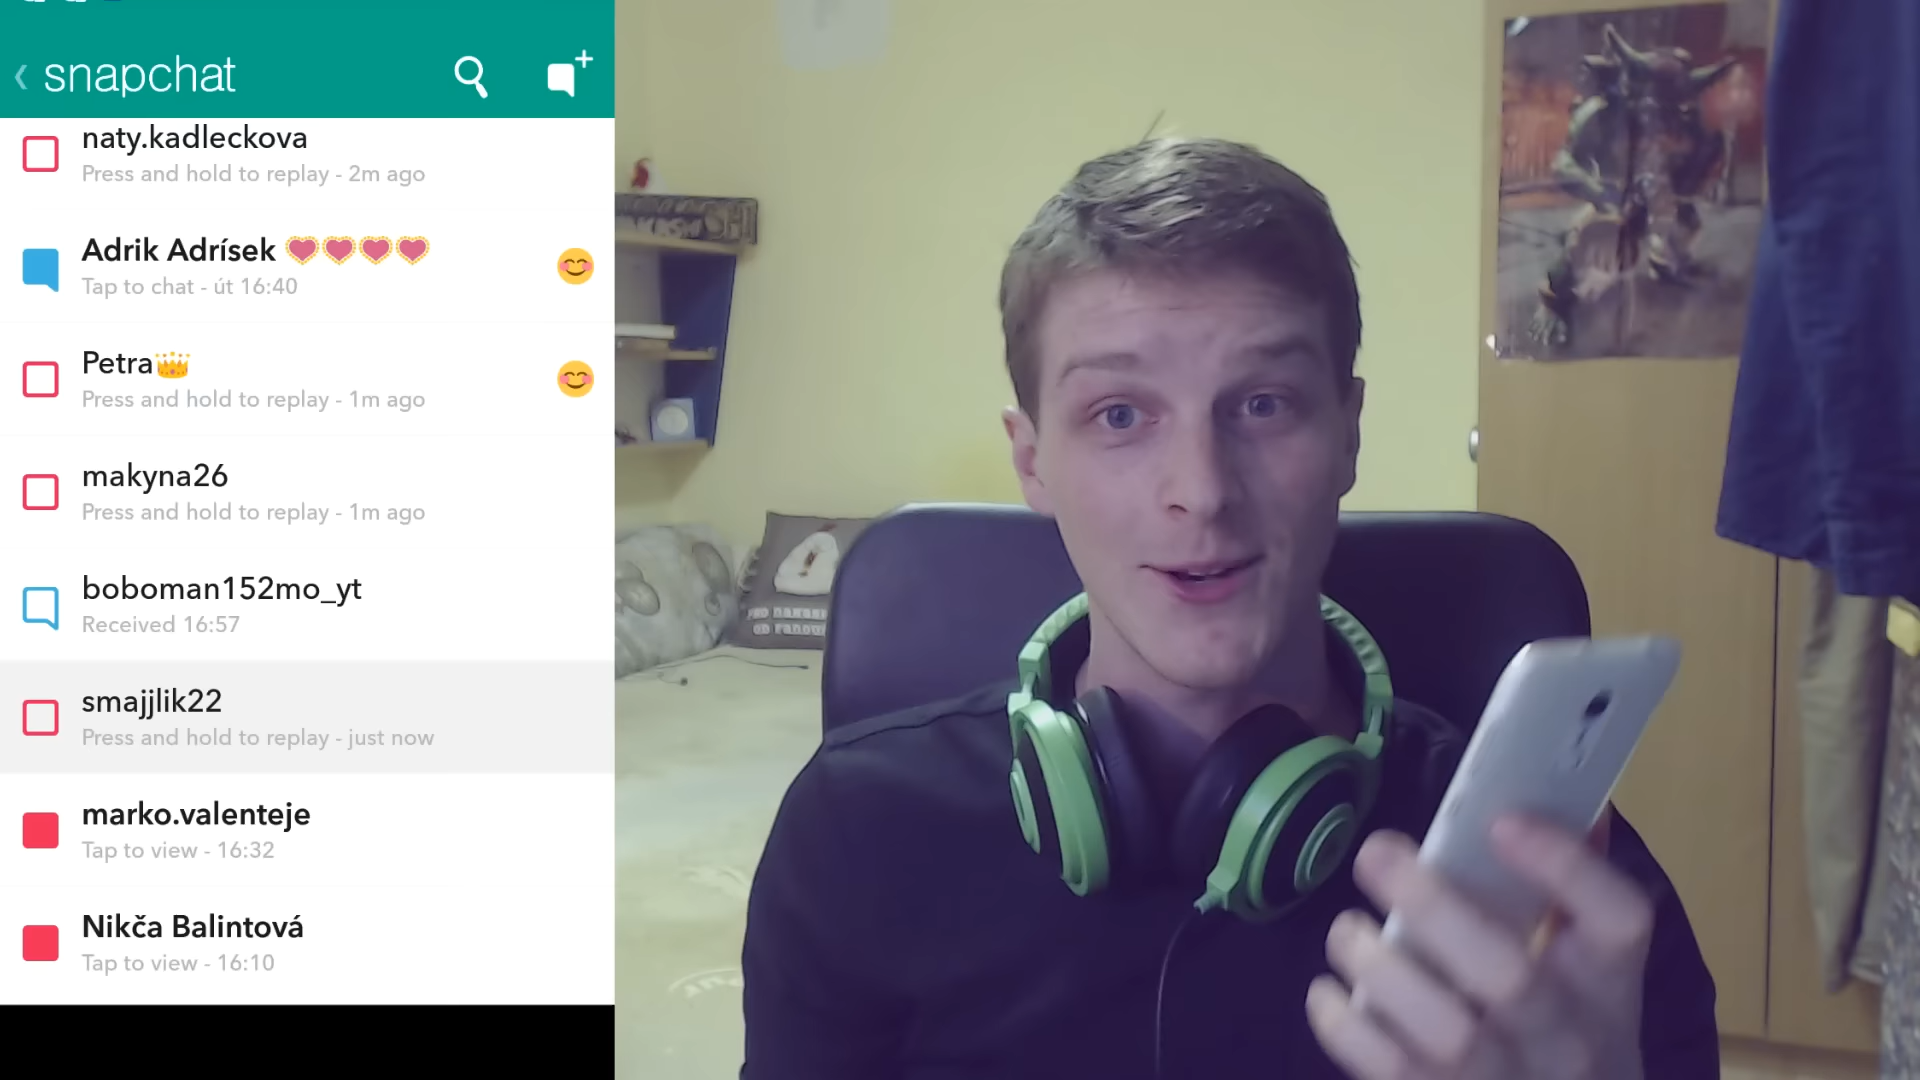 snapchat
naty.kadleckova
Press and hold to replay - 2m ago
Adrik Adrísek 💗💗💗💗
Tap to chat - út 16:40
Petra👑
Press and hold to replay - 1m ago
makyna26
Press and hold to replay - 1m ago
boboman152mo_yt
Received 16:57
smajjlik22
Press and hold to replay - just now
marko.valenteje
Tap to view - 16:32
Nikča Balintová
Tap to view - 16:10